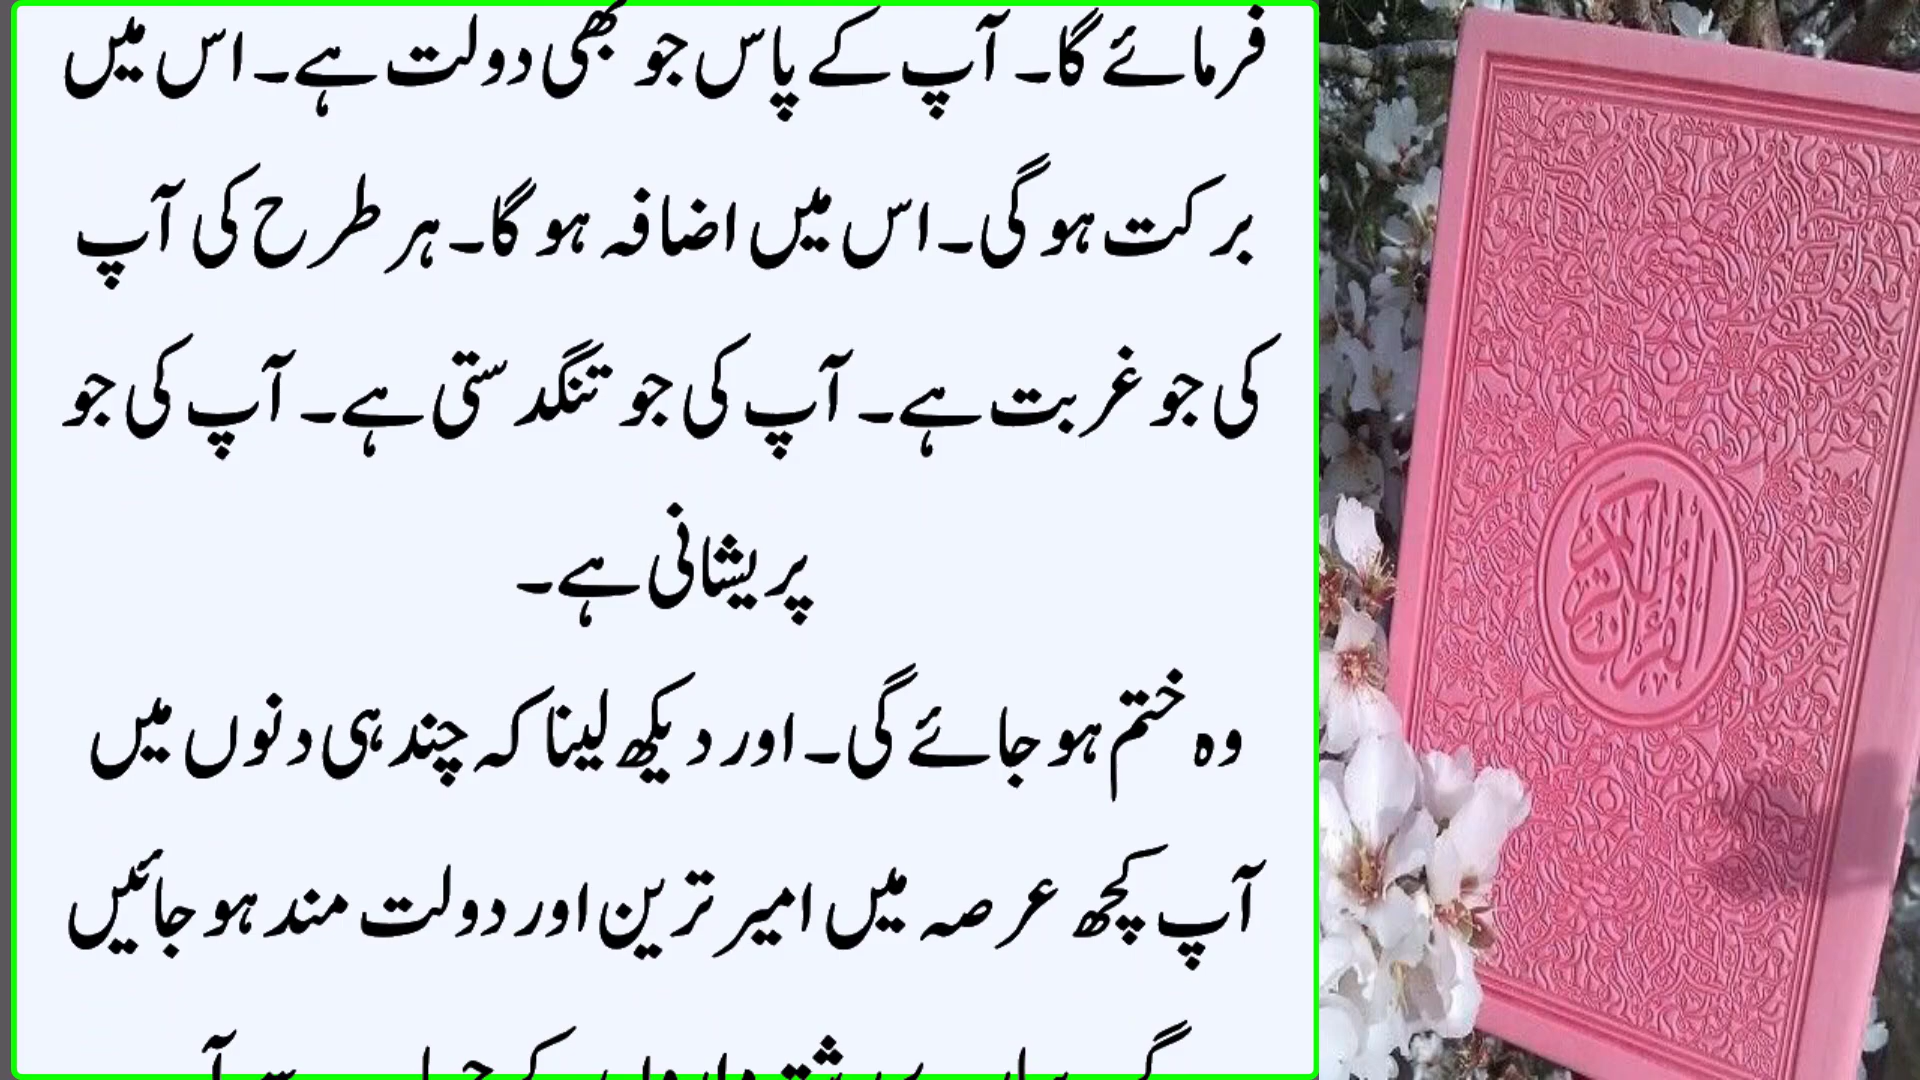 فرمائے گا۔ آپ کے پاس جو بھی دولت ہے۔ اس میں
برکت ہو گی۔ اس میں اضافہ ہو گا۔ ہر طرح کی آپ
کی جو غربت ہے۔ آپ کی جو تنگدستی ہے۔ آپ کی جو
پریشانی ہے۔
وہ ختم ہو جائے گی۔ اور دیکھ لینا کہ چند ہی دنوں میں
آپ کچھ عرصہ میں امیر ترین اور دولت مند ہو جائیں
القرآن الكريم